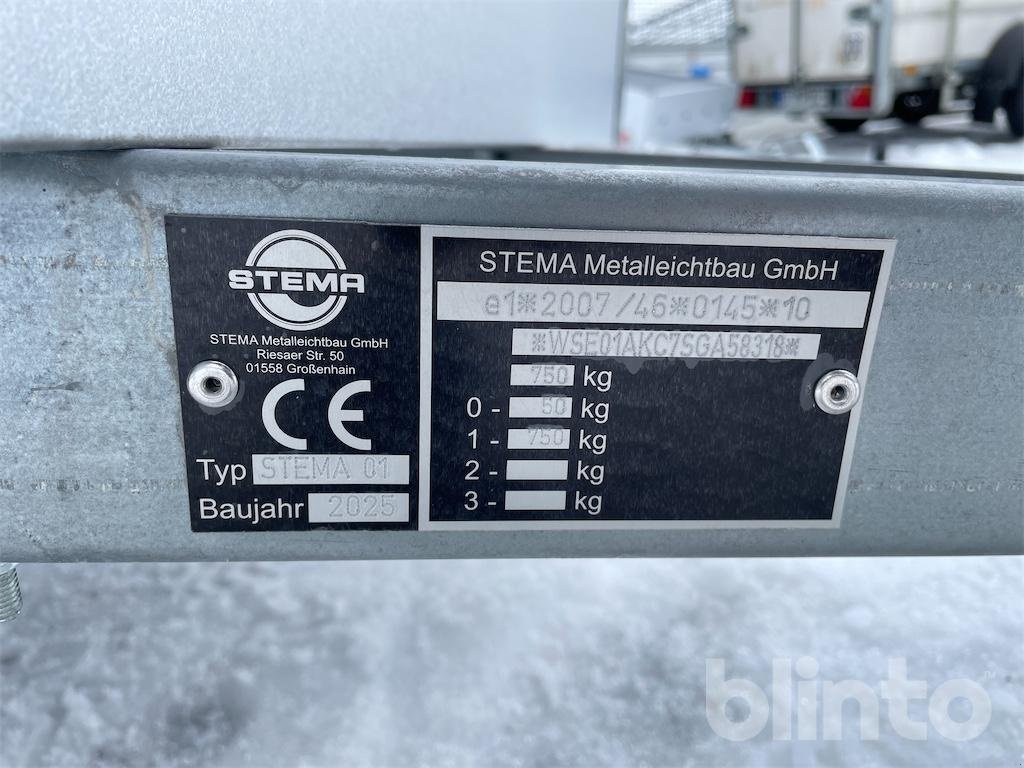 STEMA
STEMA Metalleichtbau GmbH
Riesaer Str. 50
01558 Großenhain
CE
Typ STEMA 01
Baujahr 2025
STEMA Metalleichtbau GmbH
e1*2007/46*0145*10
*WSE01AKC7SGA58318*
750 kg
0 - 50 kg
1 - 750 kg
2 - kg
3 - kg
blinto™